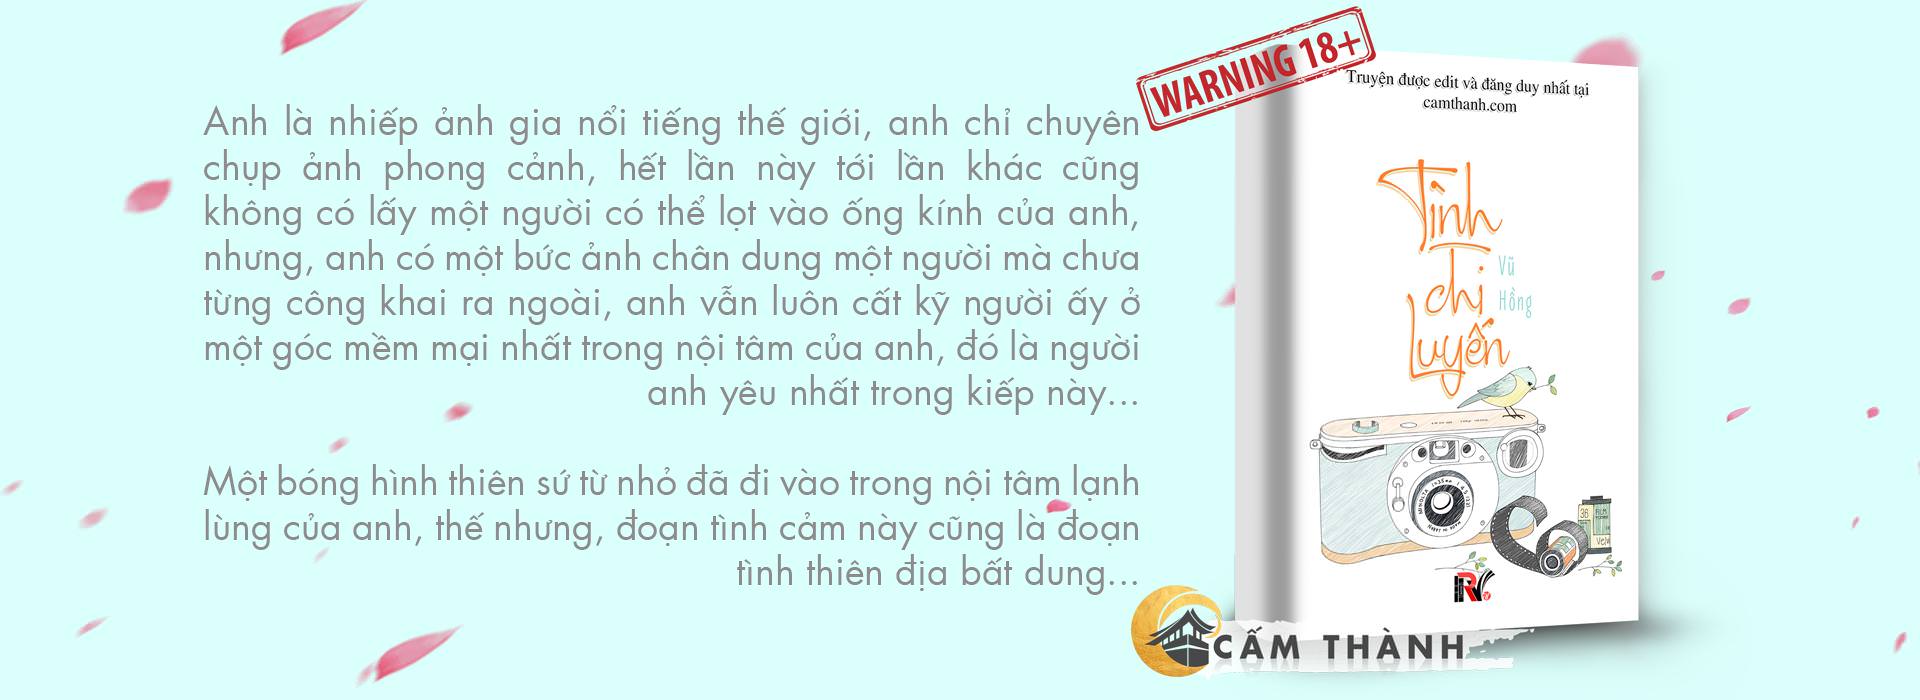 Anh là nhiếp ảnh gia nổi tiếng thế giới, anh chỉ chuyên
chụp ảnh phong cảnh, hết lần này tới lần khác cũng
không có lấy một người có thể lọt vào ống kính của anh,
nhưng, anh có một bức ảnh chân dung một người mà chưa
từng công khai ra ngoài, anh vẫn luôn cất kỹ người ấy ở
một góc mềm mại nhất trong nội tâm của anh, đó là người
anh yêu nhất trong kiếp này...
Một bóng hình thiên sứ từ nhỏ đã đi vào trong nội tâm lạnh
lùng của anh, thế nhưng, đoạn tình cảm này cũng là đoạn
tình thiên địa bất dung...
WARNING 18+
Truyện được edit và đăng duy nhất tại
camthanh.com
Tình
chi
Luyến
Vũ
Hồng
36
FILM
Velv
CẤM THÀNH